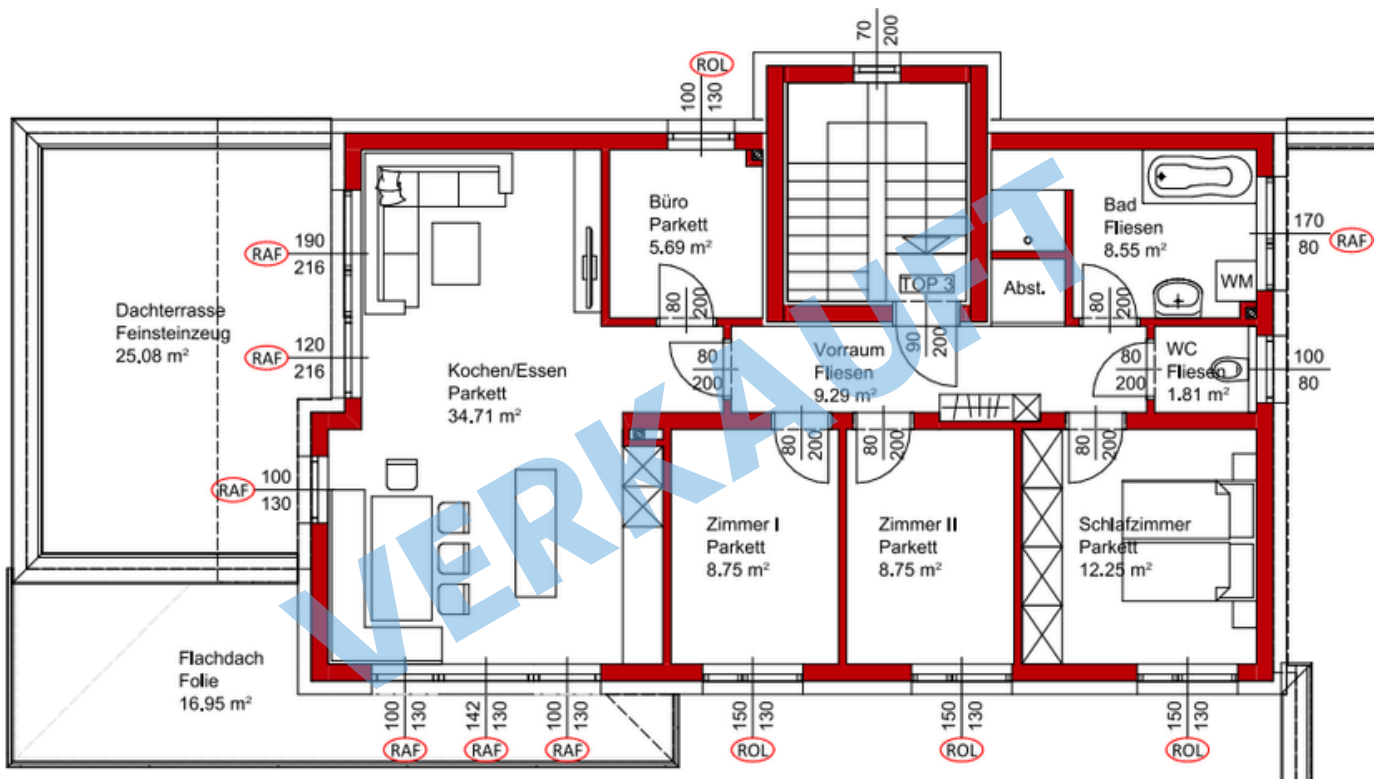 70
200
ROL
100
130
Büro
Parkett
5.69 m²
Bad
Fliesen
8.55 m²
170
80
RAF
RAF
190
216
WM
TOP 3
Abst.
80
200
80
200
Dachterrasse
Feinsteinzeug
25,08 m²
RAF
120
216
90
200
Kochen/Essen
Parkett
34.71 m²
80
200
Vorraum
Fliesen
9.29 m²
80
200
WC
Fliesen
1.81 m²
100
80
80
200
80
200
80
200
RAF
100
130
Zimmer I
Parkett
8.75 m²
Zimmer II
Parkett
8.75 m²
Schlafzimmer
Parkett
12.25 m²
VERKAUFT
Flachdach
Folie
16.95 m²
100
130
142
130
100
130
150
130
150
130
150
130
RAF
RAF
RAF
ROL
ROL
ROL